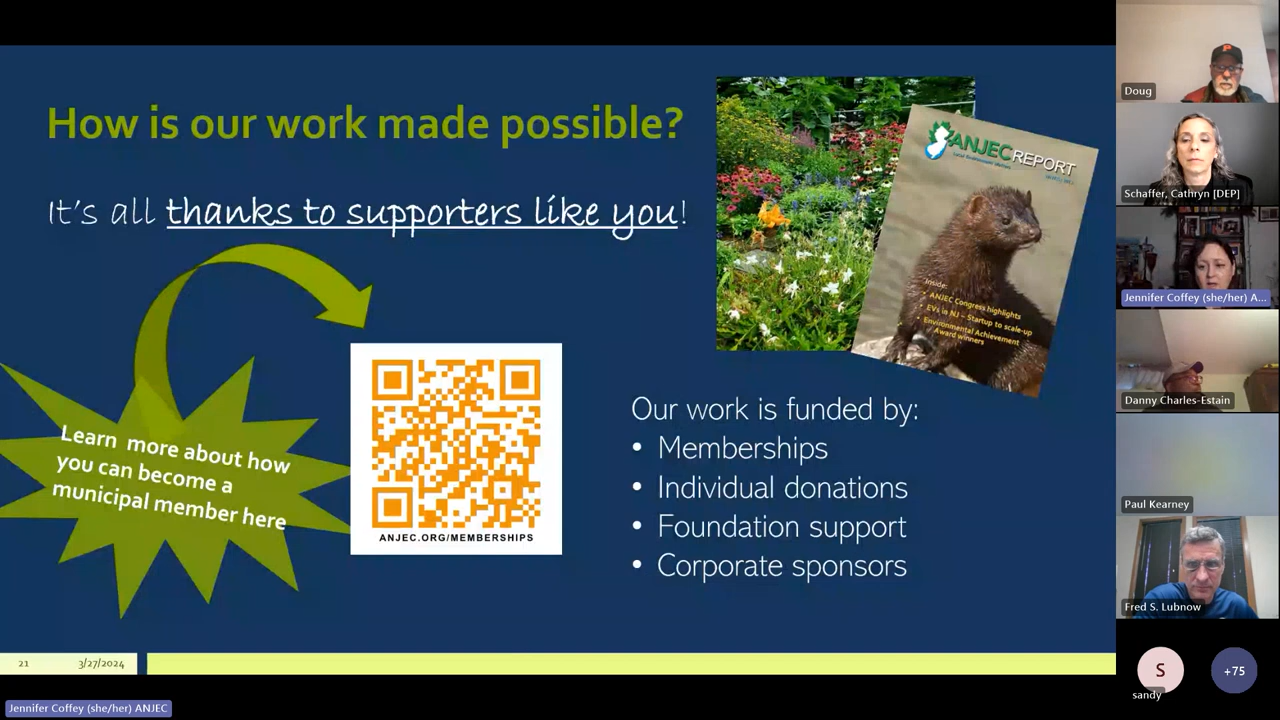 How is our work made possible?
It's all thanks to supporters like you!
Learn more about how
you can become a
municipal member here
ANJEC.ORG/MEMBERSHIPS
ANJEC REPORT
Inside:
• ANJEC Congress highlights
• EVs in NJ – Startup to scale-up
• Environmental Achievement
Award winners
Our work is funded by:
• Memberships
• Individual donations
• Foundation support
• Corporate sponsors
21
3/27/2024
Jennifer Coffey (she/her) ANJEC
Doug
Schaffer, Cathryn [DEP]
Jennifer Coffey (she/her) A...
Danny Charles-Estain
Paul Kearney
Fred S. Lubnow
S
sandy
+75